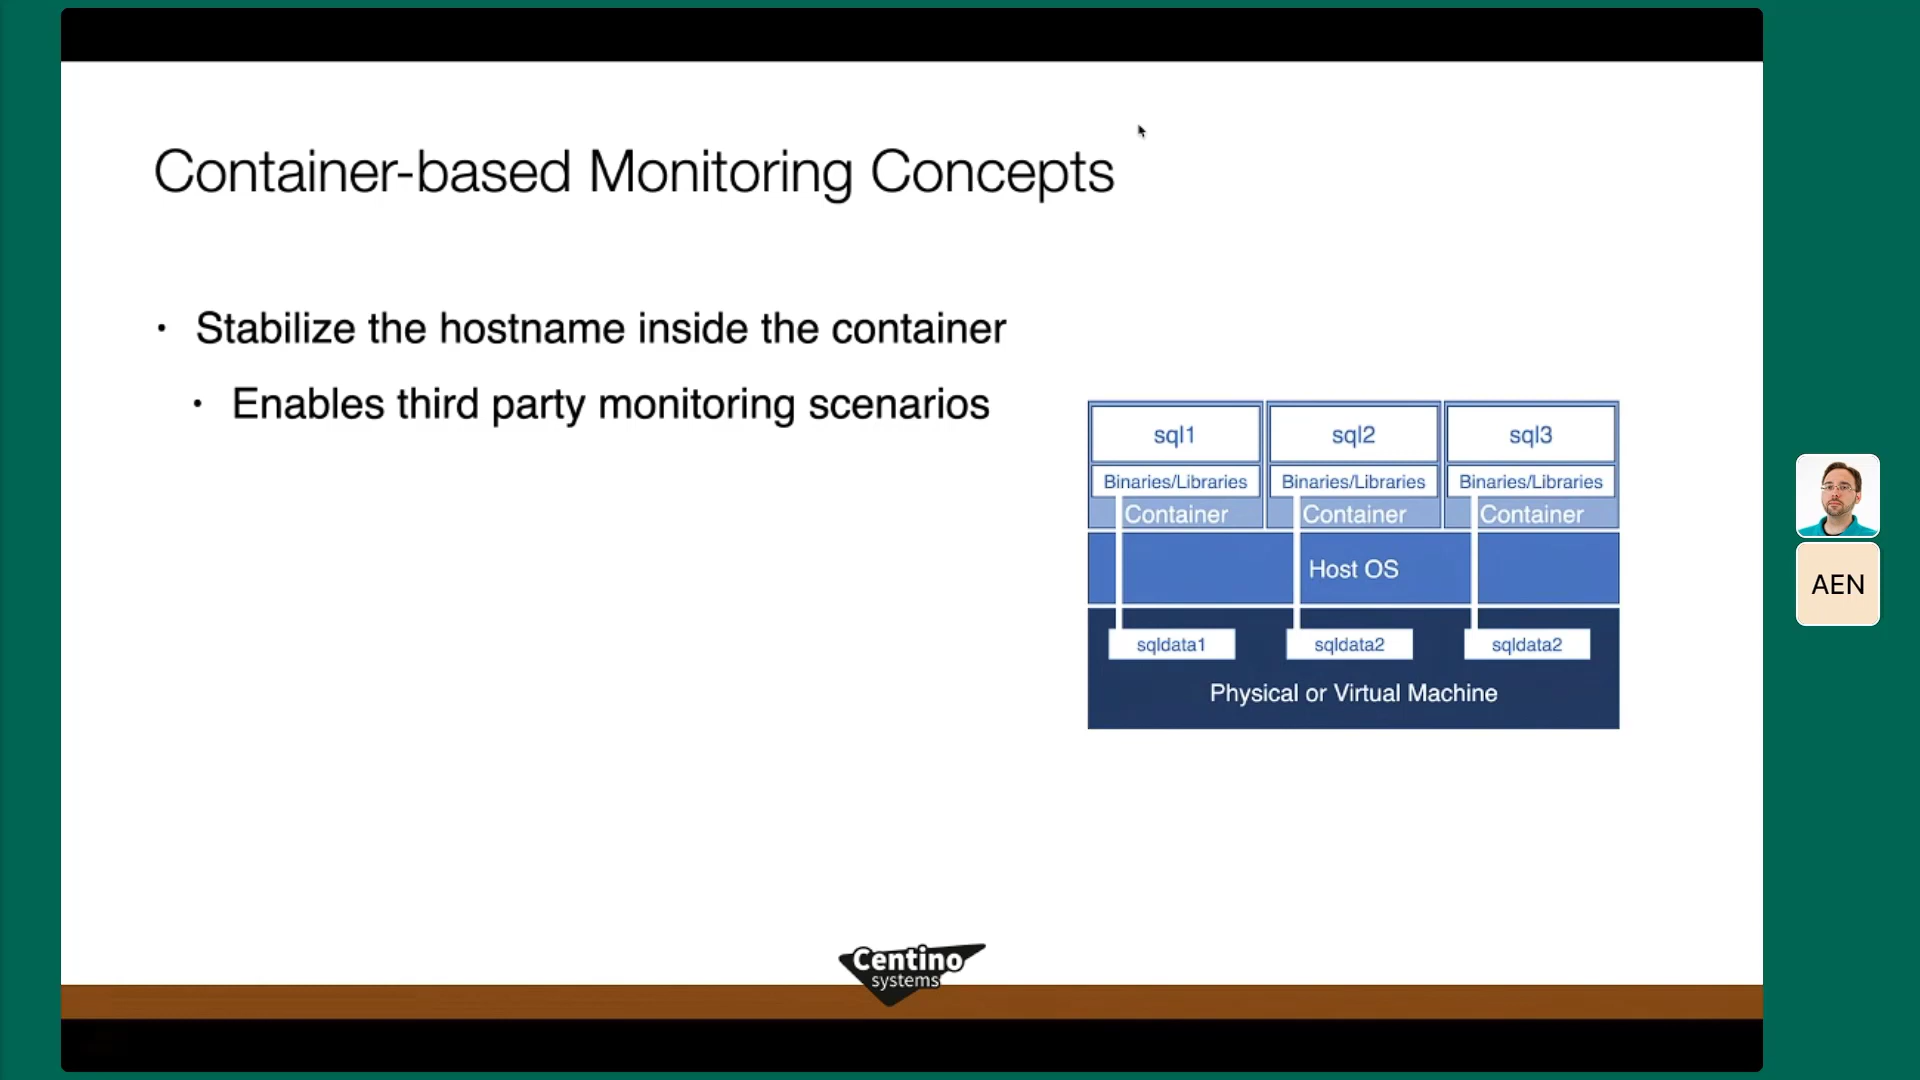 Container-based Monitoring Concepts
• Stabilize the hostname inside the container
• Enables third party monitoring scenarios
sql1 sql2 sql3
Binaries/Libraries Binaries/Libraries Binaries/Libraries
Container Container Container
Host OS
sqldata1 sqldata2 sqldata2
Physical or Virtual Machine
AEN
Centino
systems